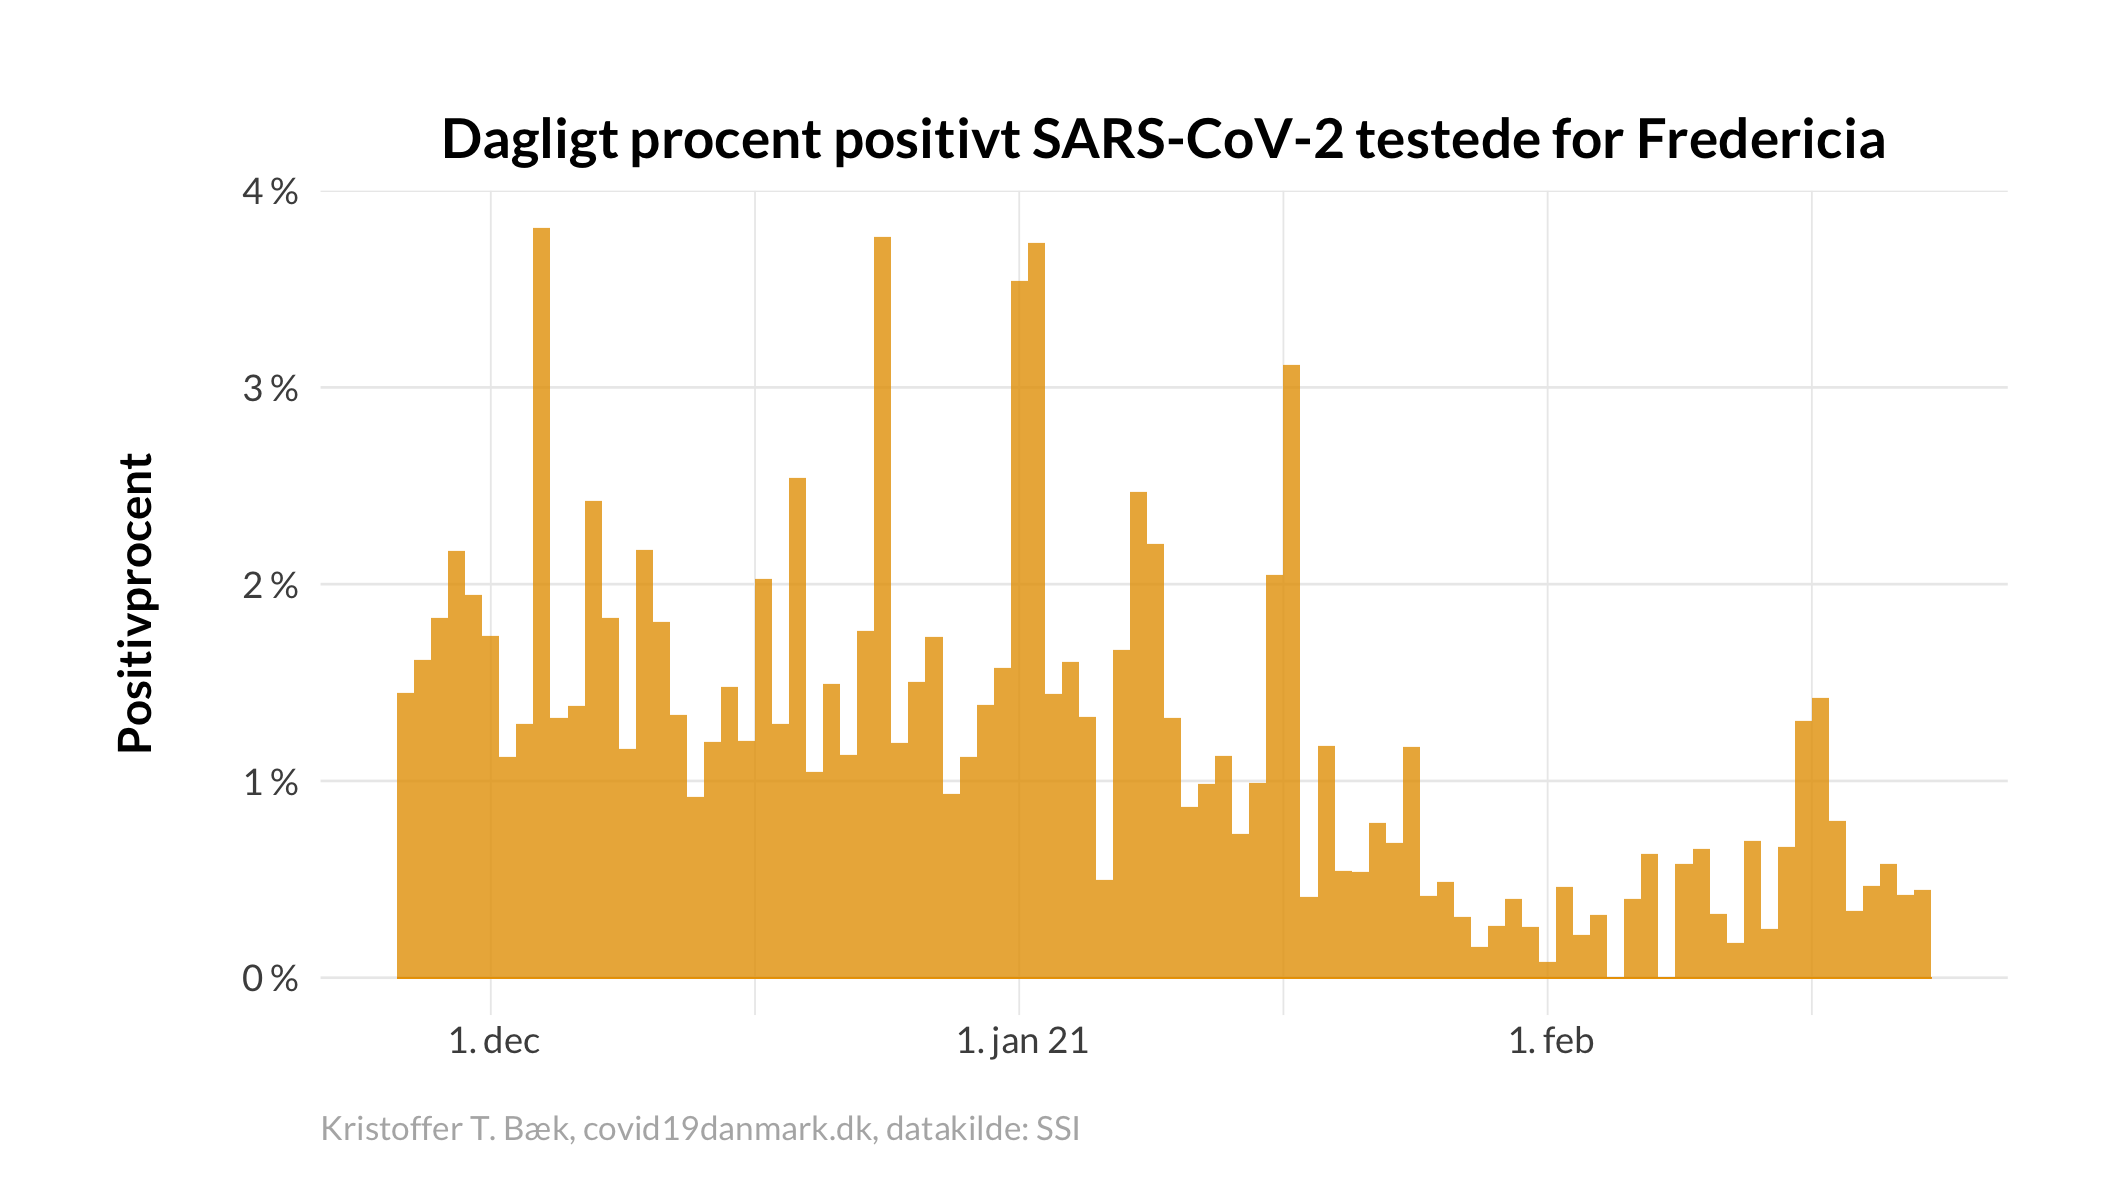 Dagligt procent positivt SARS-CoV-2 testede for Fredericia
Positivprocent
4 %
3 %
2 %
1 %
0 %
1. dec
1. jan 21
1. feb
Kristoffer T. Bæk, covid19danmark.dk, datakilde: SSI